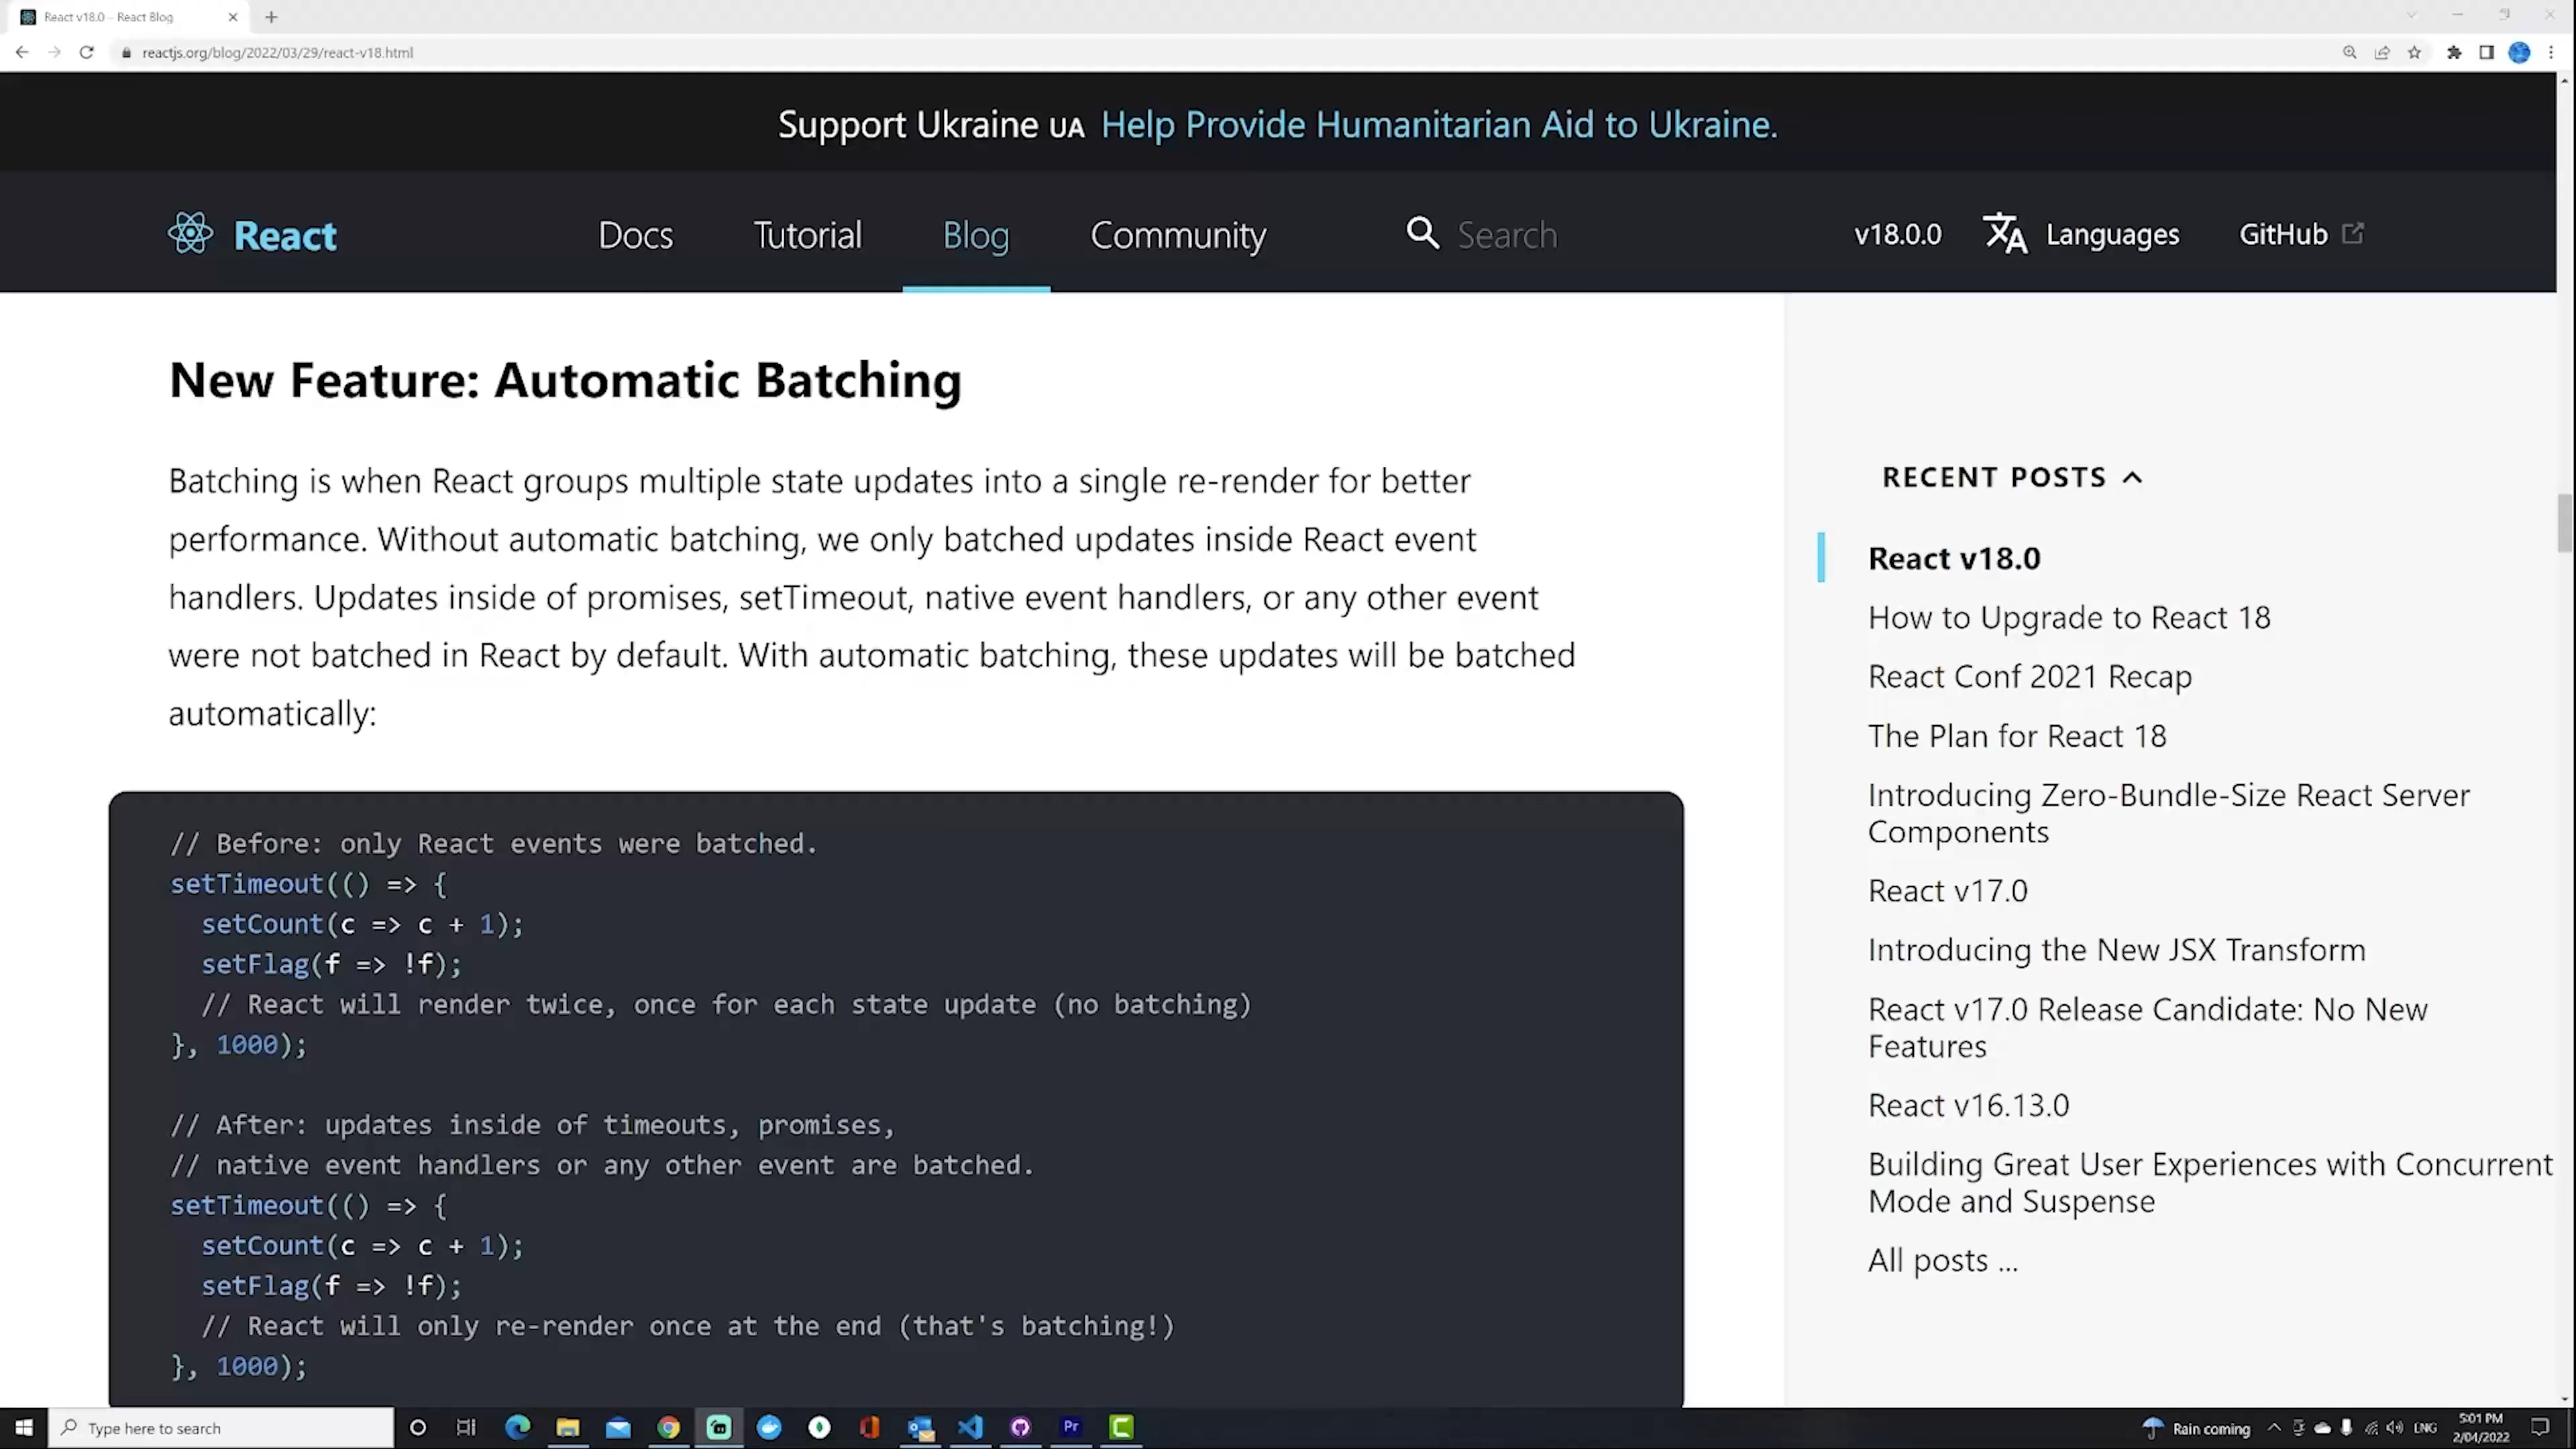 React v18.0 – React Blog
reactjs.org/blog/2022/03/29/react-v18.html
Support Ukraine UA Help Provide Humanitarian Aid to Ukraine.
React
Docs
Tutorial
Blog
Community
Search
v18.0.0
Languages
GitHub
New Feature: Automatic Batching
Batching is when React groups multiple state updates into a single re-render for better
performance. Without automatic batching, we only batched updates inside React event
handlers. Updates inside of promises, setTimeout, native event handlers, or any other event
were not batched in React by default. With automatic batching, these updates will be batched
automatically:
// Before: only React events were batched.
setTimeout(() => {
  setCount(c => c + 1);
  setFlag(f => !f);
  // React will render twice, once for each state update (no batching)
}, 1000);
// After: updates inside of timeouts, promises,
// native event handlers or any other event are batched.
setTimeout(() => {
  setCount(c => c + 1);
  setFlag(f => !f);
  // React will only re-render once at the end (that's batching!)
}, 1000);
RECENT POSTS
React v18.0
How to Upgrade to React 18
React Conf 2021 Recap
The Plan for React 18
Introducing Zero-Bundle-Size React Server
Components
React v17.0
Introducing the New JSX Transform
React v17.0 Release Candidate: No New
Features
React v16.13.0
Building Great User Experiences with Concurrent
Mode and Suspense
All posts ...
Type here to search
Pr
Rain coming
ENG
5:01 PM
2/04/2022